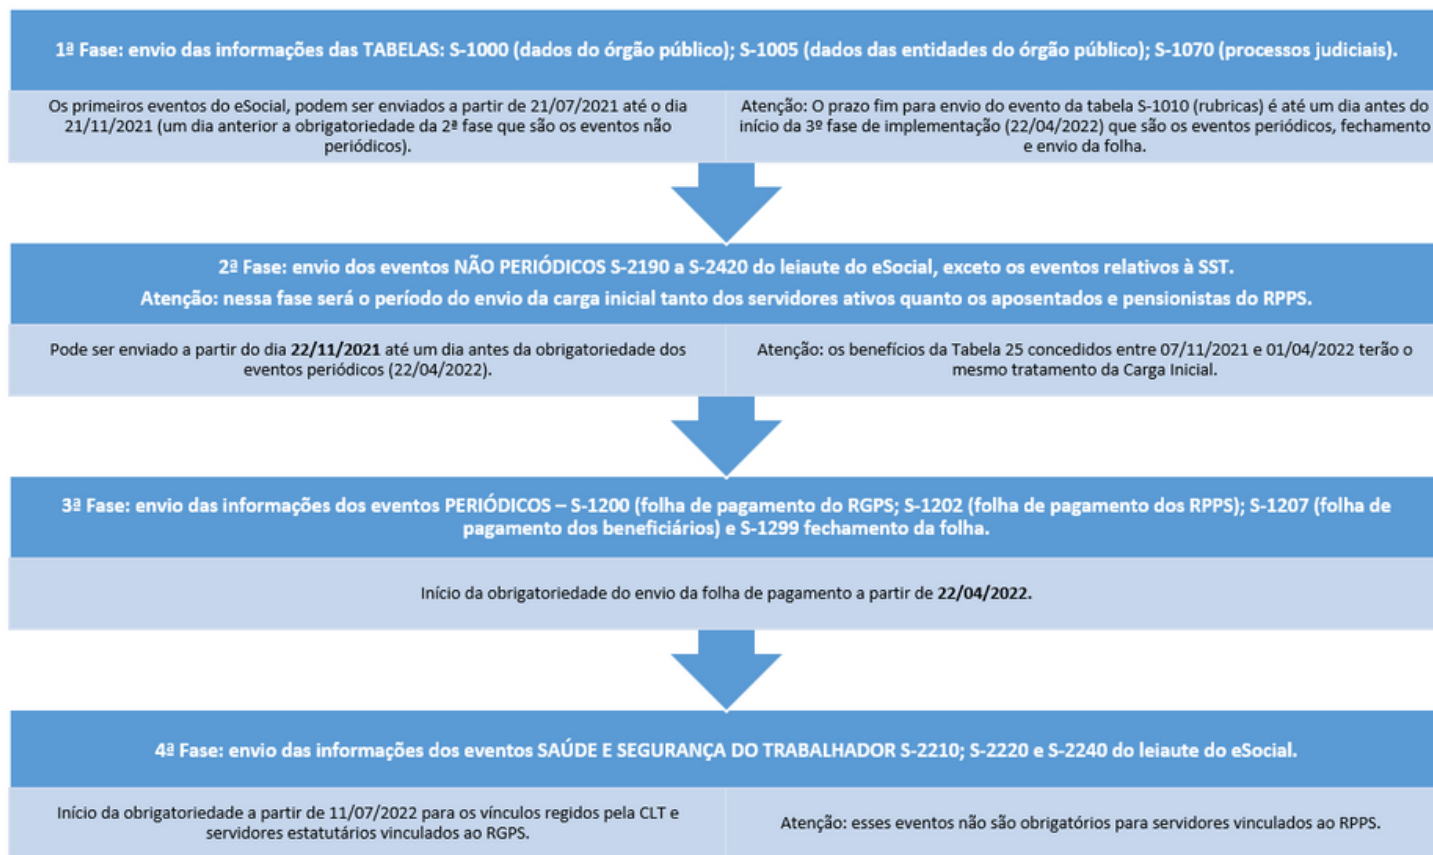 1ª Fase: envio das informações das TABELAS: S-1000 (dados do órgão público); S-1005 (dados das entidades do órgão público); S-1070 (processos judiciais).
Os primeiros eventos do eSocial, podem ser enviados a partir de 21/07/2021 até o dia
21/11/2021 (um dia anterior a obrigatoriedade da 2ª fase que são os eventos não
periódicos).
Atenção: O prazo fim para envio do evento da tabela S-1010 (rubricas) é até um dia antes do
início da 3º fase de implementação (22/04/2022) que são os eventos periódicos, fechamento
e envio da folha.
2ª Fase: envio dos eventos NÃO PERIÓDICOS S-2190 a S-2420 do leiaute do eSocial, exceto os eventos relativos à SST.
Atenção: nessa fase será o período do envio da carga inicial tanto dos servidores ativos quanto os aposentados e pensionistas do RPPS.
Pode ser enviado a partir do dia 22/11/2021 até um dia antes da obrigatoriedade dos
eventos periódicos (22/04/2022).
Atenção: os benefícios da Tabela 25 concedidos entre 07/11/2021 e 01/04/2022 terão o
mesmo tratamento da Carga Inicial.
3ª Fase: envio das informações dos eventos PERIÓDICOS – S-1200 (folha de pagamento do RGPS; S-1202 (folha de pagamento dos RPPS); S-1207 (folha de
pagamento dos beneficiários) e S-1299 fechamento da folha.
Início da obrigatoriedade do envio da folha de pagamento a partir de 22/04/2022.
4ª Fase: envio das informações dos eventos SAÚDE E SEGURANÇA DO TRABALHADOR S-2210; S-2220 e S-2240 do leiaute do eSocial.
Início da obrigatoriedade a partir de 11/07/2022 para os vínculos regidos pela CLT e
servidores estatutários vinculados ao RGPS.
Atenção: esses eventos não são obrigatórios para servidores vinculados ao RPPS.